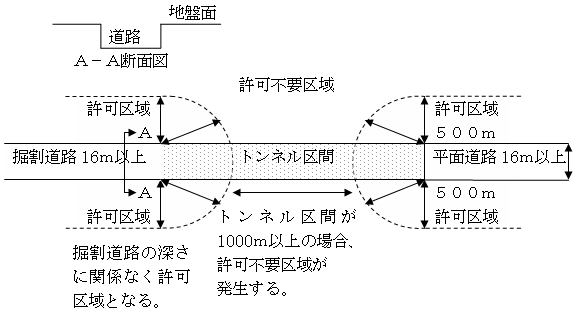 地盤面
道路
Ａ－Ａ断面図
許可不要区域
許可区域
許可区域
Ａ
５００ｍ
掘割道路16ｍ以上
トンネル区間
平面道路16ｍ以上
Ａ
５００ｍ
許可区域
許可区域
トンネル区間が
1000ｍ以上の場合、
許可不要区域が
発生する。
掘割道路の深さ
に関係なく許可
区域となる。